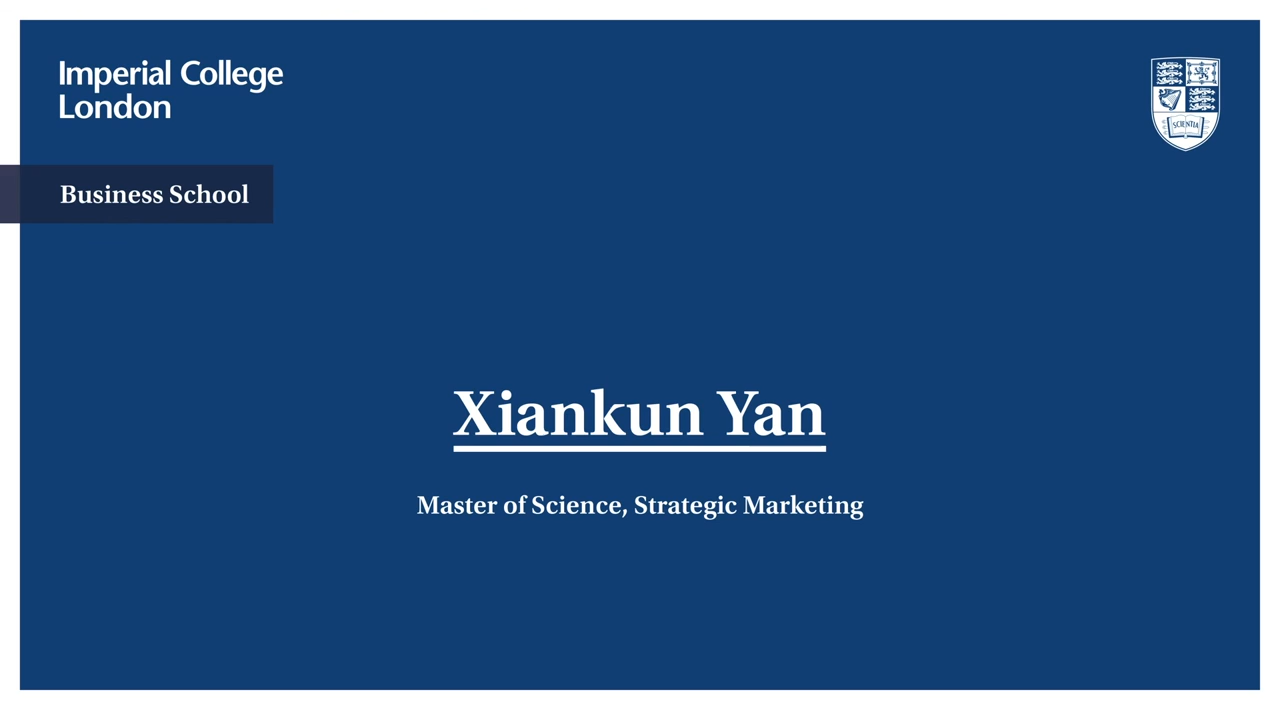 Imperial College
London
SCIENTIA
Business School
Xiankun Yan
Master of Science, Strategic Marketing